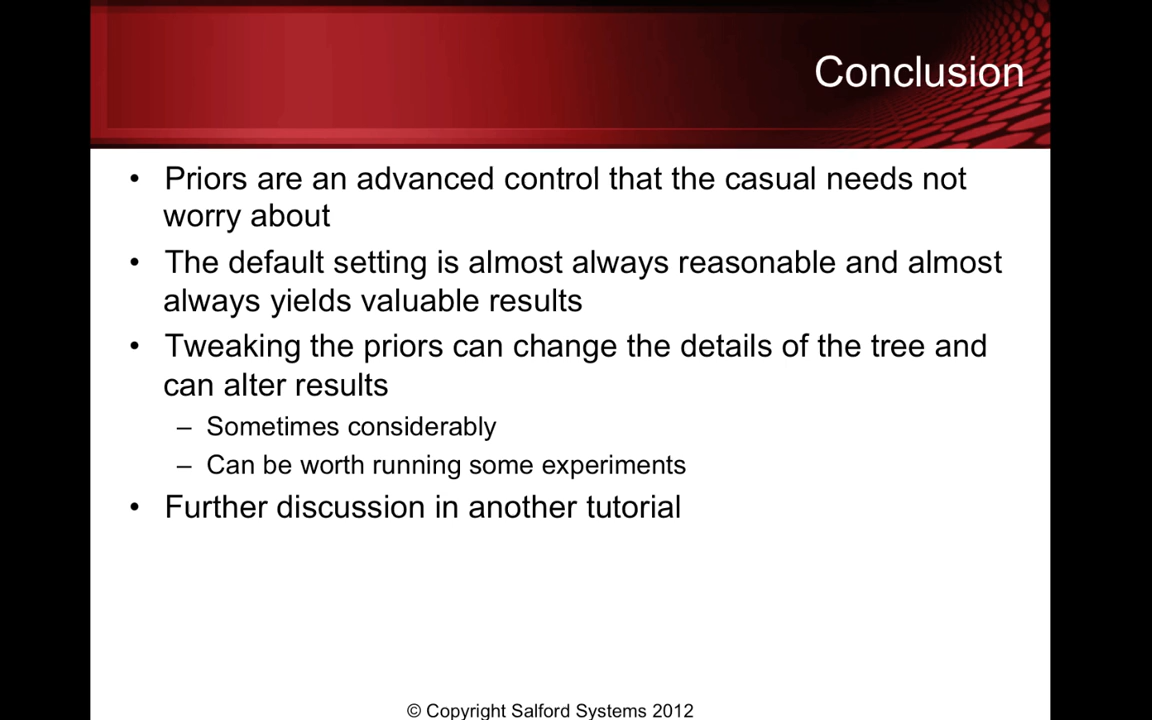 Conclusion
• Priors are an advanced control that the casual needs not
worry about
• The default setting is almost always reasonable and almost
always yields valuable results
• Tweaking the priors can change the details of the tree and
can alter results
– Sometimes considerably
– Can be worth running some experiments
• Further discussion in another tutorial
© Copyright Salford Systems 2012